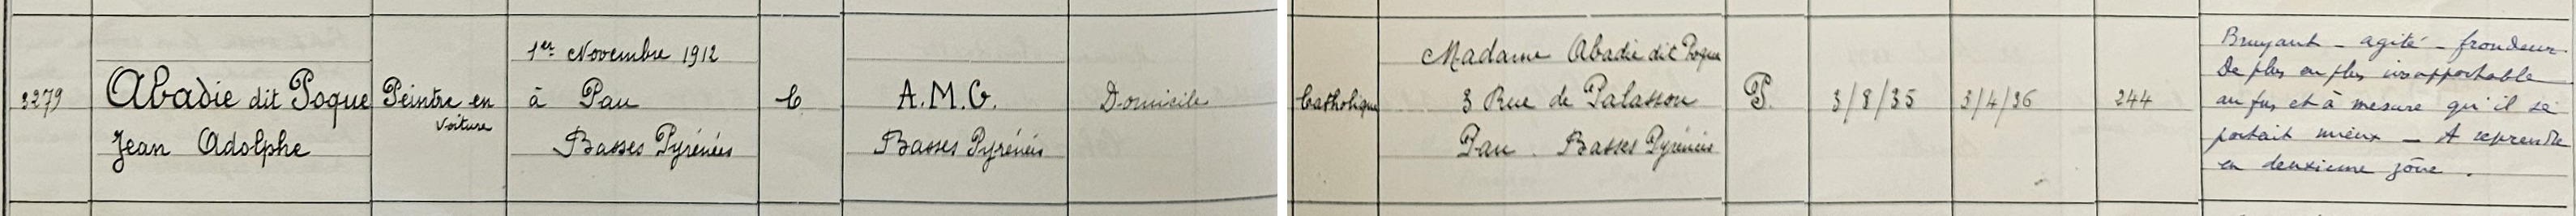 3279
Abadie dit Poque
Jean Adolphe
Peintre en
voiture
1er Novembre 1912
à Pau
Basses Pyrénées
C
A.M.G.
Basses Pyrénées
Domicile
Catholique
Madame Abadie dit Poque
3 Rue de Palassou
Pau . Basses Pyrénées
P.
3/8/35
3/4/36
244
Bruyant - agité - frondeur
De plus en plus insupportable
au fur et à mesure qu'il se
portait mieux - A reprendre
en deuxième zône .